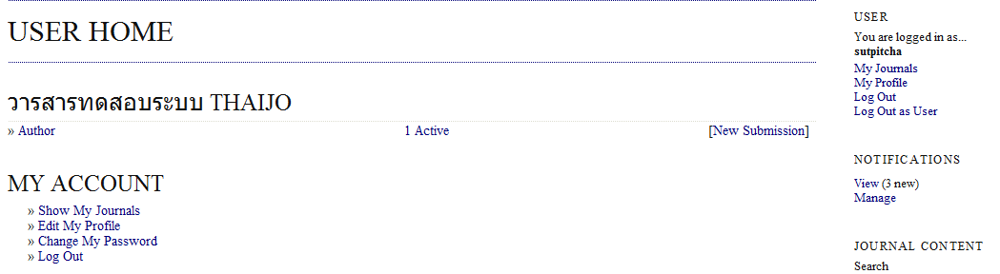 USER HOME
วารสารทดสอบระบบ THAIJO
» Author 1 Active [New Submission]
MY ACCOUNT
» Show My Journals
» Edit My Profile
» Change My Password
» Log Out
USER
You are logged in as...
sutpitcha
My Journals
My Profile
Log Out
Log Out as User
NOTIFICATIONS
View (3 new)
Manage
JOURNAL CONTENT
Search